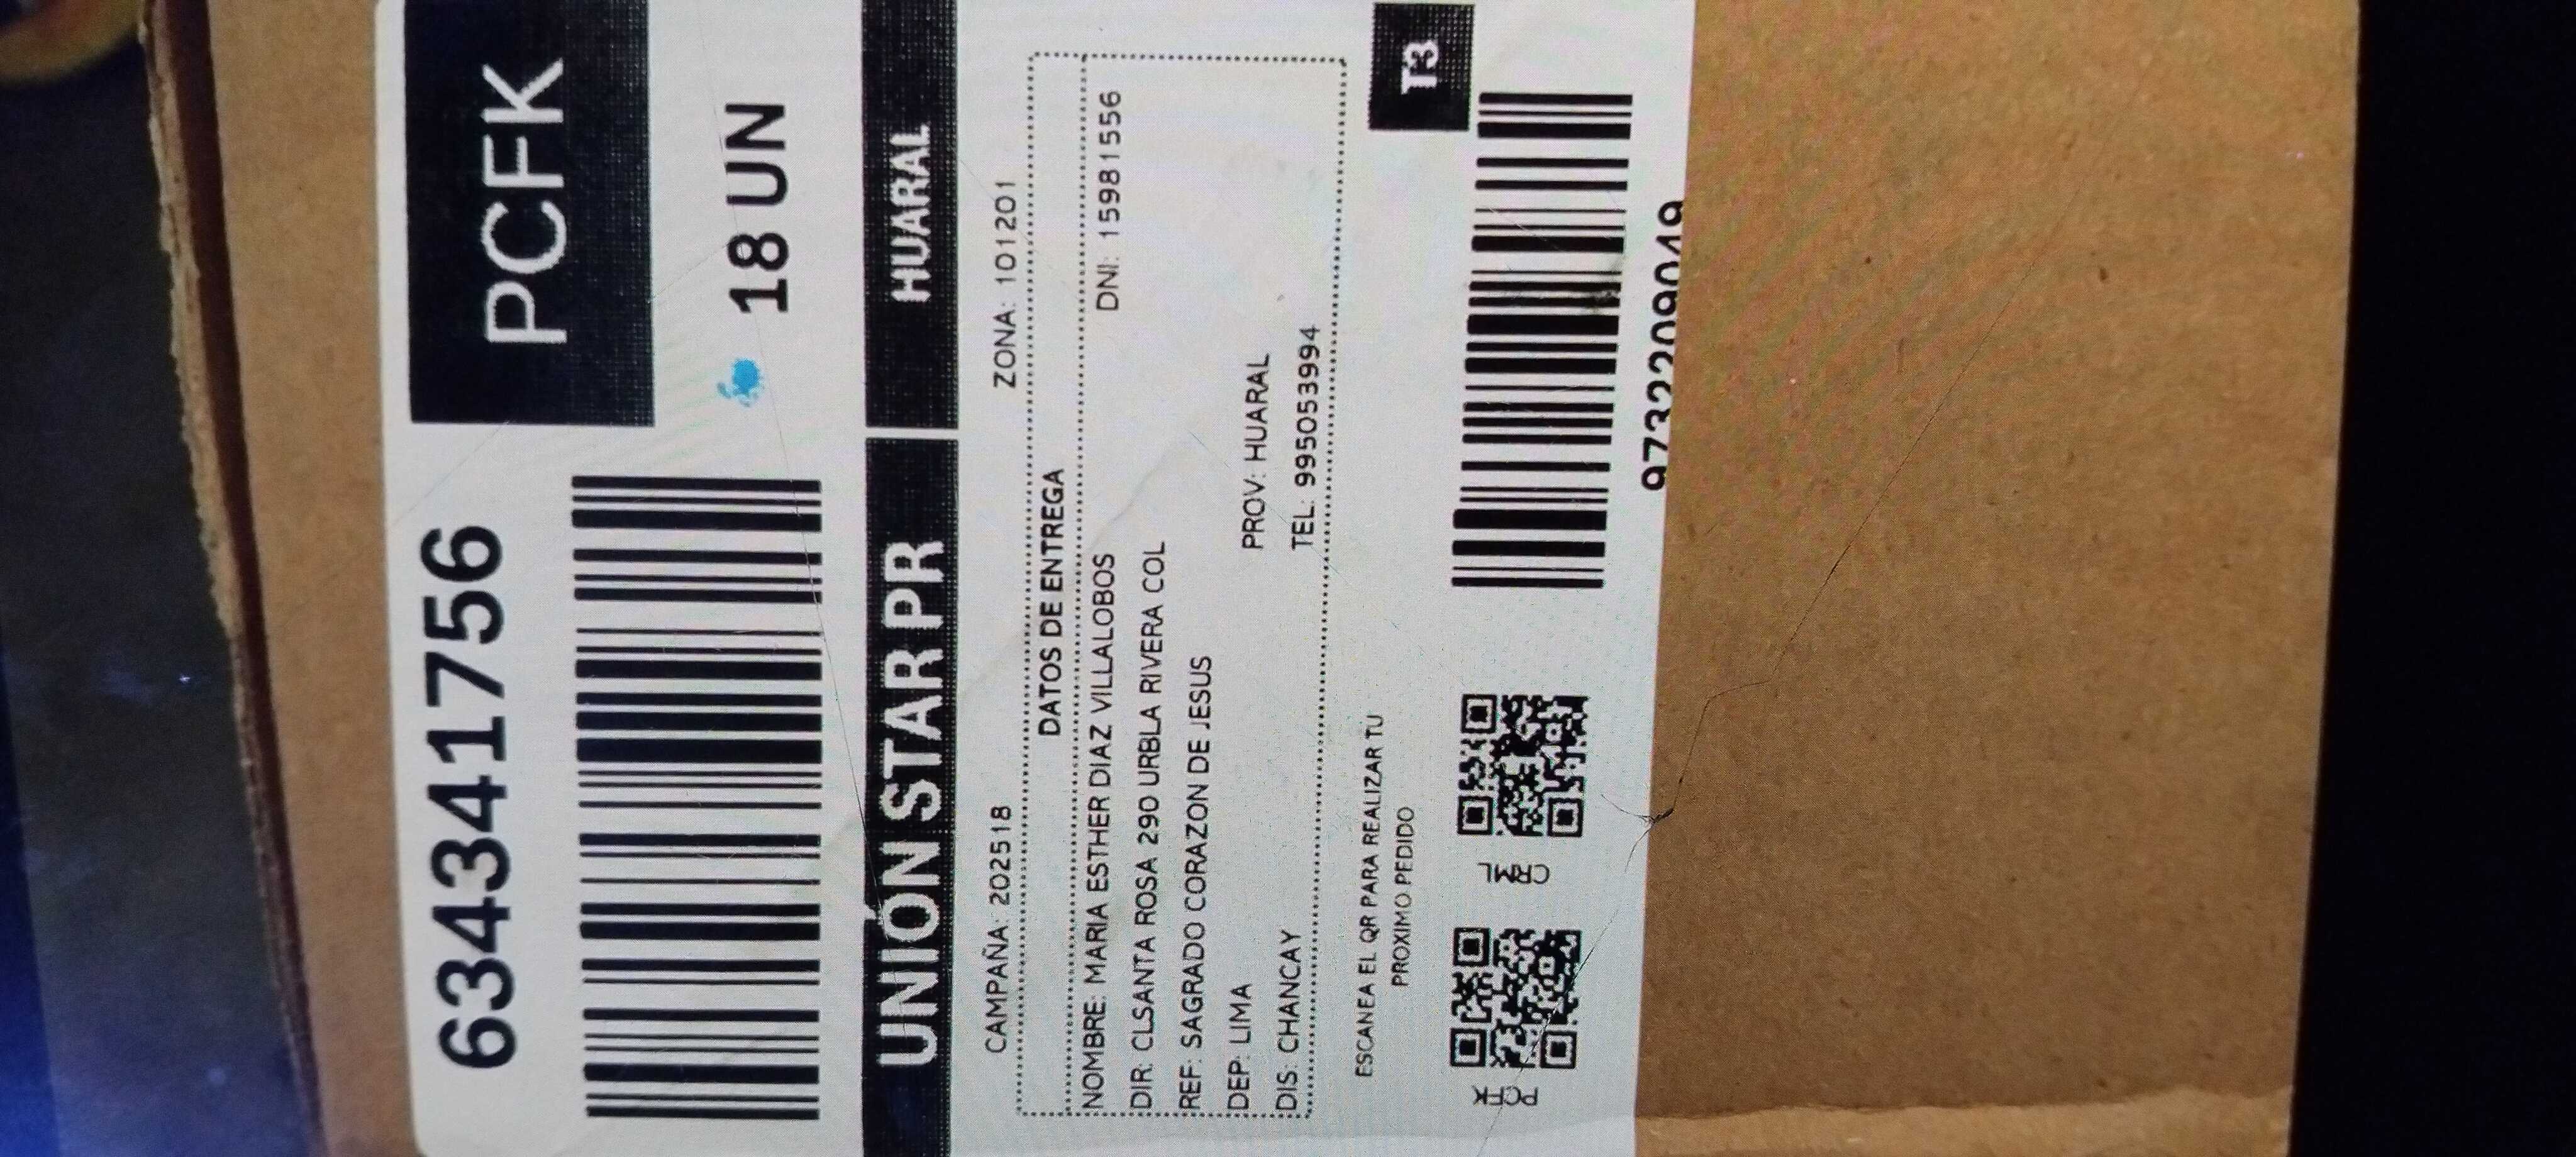 634341756
PCFK
18 UN
UNIÓN STAR PR
HUARAL
CAMPAÑA: 202518 ZONA: 101201
DATOS DE ENTREGA
NOMBRE: MARIA ESTHER DIAZ VILLALOBOS DNI: 15981556
DIR: CLSANTA ROSA 290 URBLA RIVERA COL
REF: SAGRADO CORAZON DE JESUS
DEP: LIMA PROV: HUARAL
DIS: CHANCAY TEL: 995053994
ESCANEA EL QR PARA REALIZAR TU
PROXIMO PEDIDO
T3
PCFK
CRML
9732209049